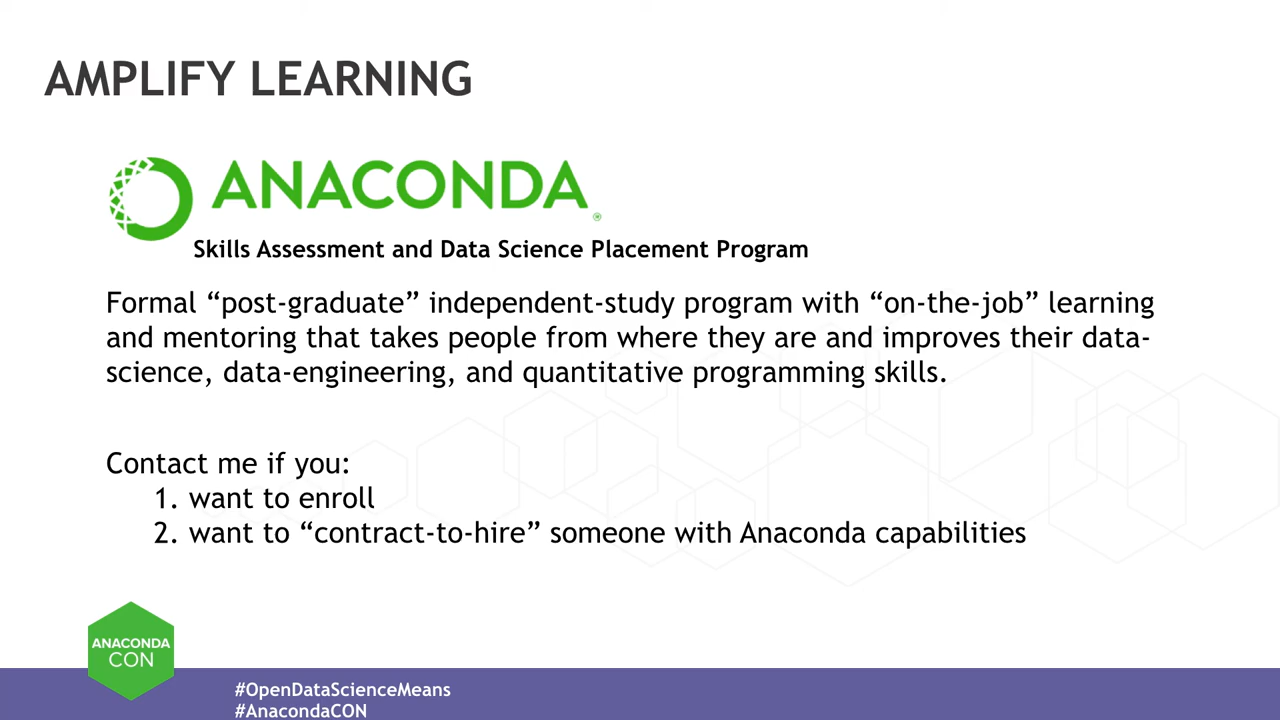 AMPLIFY LEARNING
ANACONDA
®
Skills Assessment and Data Science Placement Program
Formal “post-graduate” independent-study program with “on-the-job” learning
and mentoring that takes people from where they are and improves their data-
science, data-engineering, and quantitative programming skills.
Contact me if you:
1. want to enroll
2. want to “contract-to-hire” someone with Anaconda capabilities
ANACONDA
CON
#OpenDataScienceMeans
#AnacondaCON